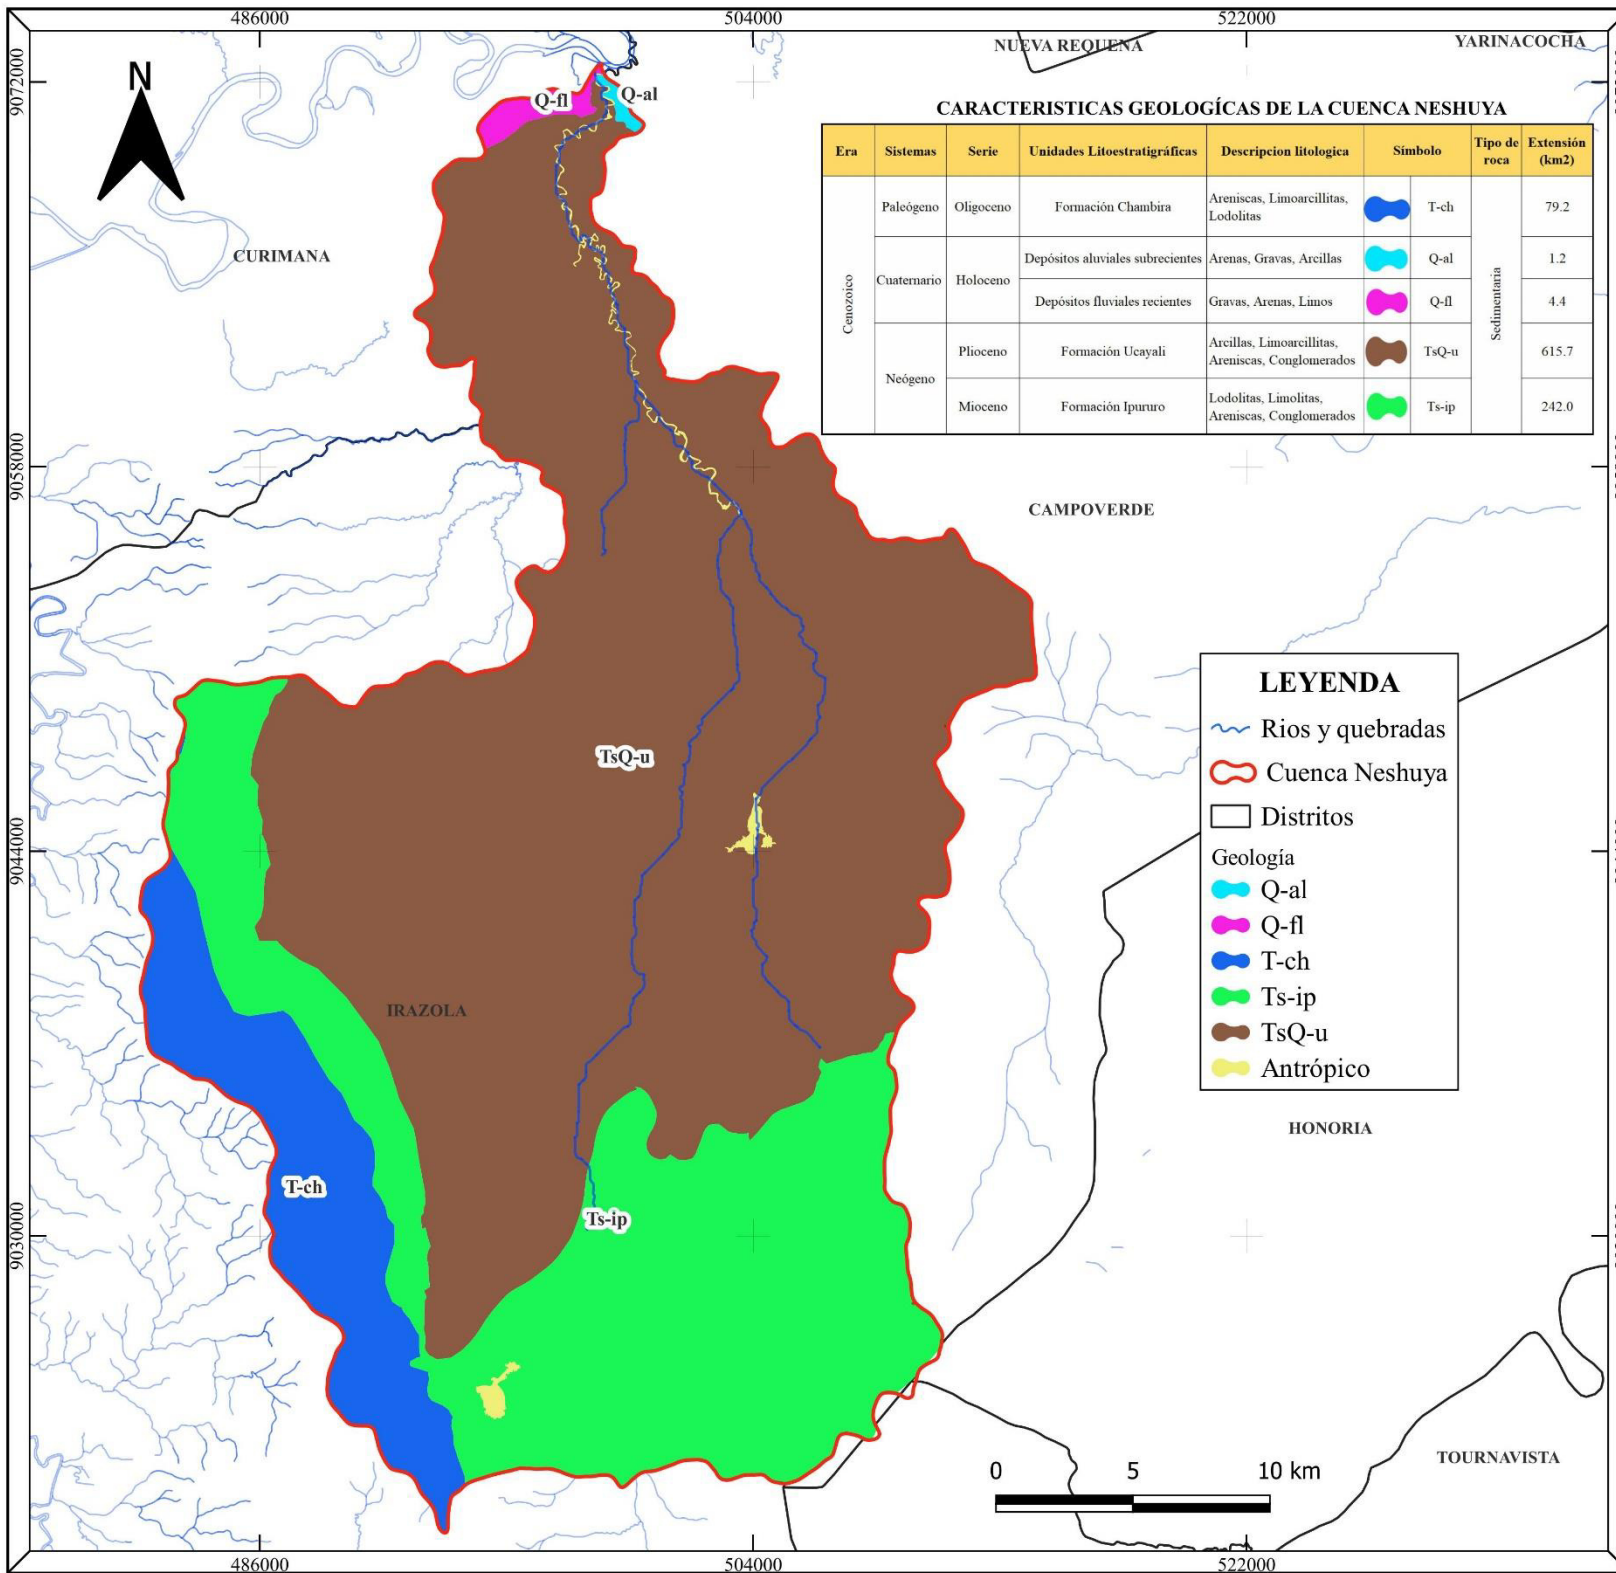 486000
504000
522000
9072000
9058000
9044000
9030000
N
NUEVA REQUENA
YARINACOCHA
Q-fl
Q-al
CURIMANA
CARACTERISTICAS GEOLOGÍCAS DE LA CUENCA NESHUYA
Era
Sistemas
Serie
Unidades Litoestratigráficas
Descripcion litologica
Símbolo
Tipo de
roca
Extensión
(km2)
Cenozoico
Paleógeno
Oligoceno
Formación Chambira
Areniscas, Limoarcillitas,
Lodolitas
T-ch
79.2
Sedimentaria
Cuaternario
Holoceno
Depósitos aluviales subrecientes
Arenas, Gravas, Arcillas
Q-al
1.2
Depósitos fluviales recientes
Gravas, Arenas, Limos
Q-fl
4.4
Neógeno
Plioceno
Formación Ucayali
Arcillas, Limoarcillitas,
Areniscas, Conglomerados
TsQ-u
615.7
Mioceno
Formación Ipururo
Lodolitas, Limolitas,
Areniscas, Conglomerados
Ts-ip
242.0
CAMPOVERDE
TsQ-u
IRAZOLA
T-ch
Ts-ip
LEYENDA
Rios y quebradas
Cuenca Neshuya
Distritos
Geología
Q-al
Q-fl
T-ch
Ts-ip
TsQ-u
Antrópico
HONORIA
TOURNAVISTA
0 5 10 km
486000
504000
522000